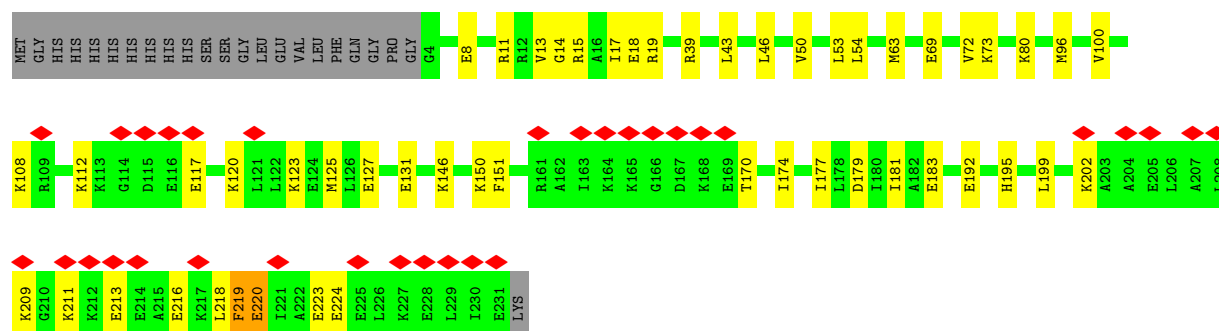 MET GLY HIS HIS HIS HIS HIS HIS HIS HIS SER SER GLY LEU GLU VAL LEU PHE GLN GLY PRO GLY G4 E8 R11 R12 V13 G14 R15 A16 I17 E18 R19 R39 L43 L46 V50 L53 L54 M63 E69 V72 K73 K80 M96 V100
K108 R109 K112 K113 G114 D115 E116 E117 K120 L121 L122 K123 E124 M125 L126 E127 E131 K146 K150 F151 R161 A162 I163 K164 K165 G166 D167 K168 E169 T170 I174 I177 L178 D179 I180 I181 A182 E183 E192 H195 L199 K202 A203 A204 E205 L206 A207 L208
K209 G210 K211 K212 E213 E214 A215 E216 K217 L218 F219 E220 I221 A222 E223 E224 E225 L226 K227 E228 L229 I230 E231 LYS